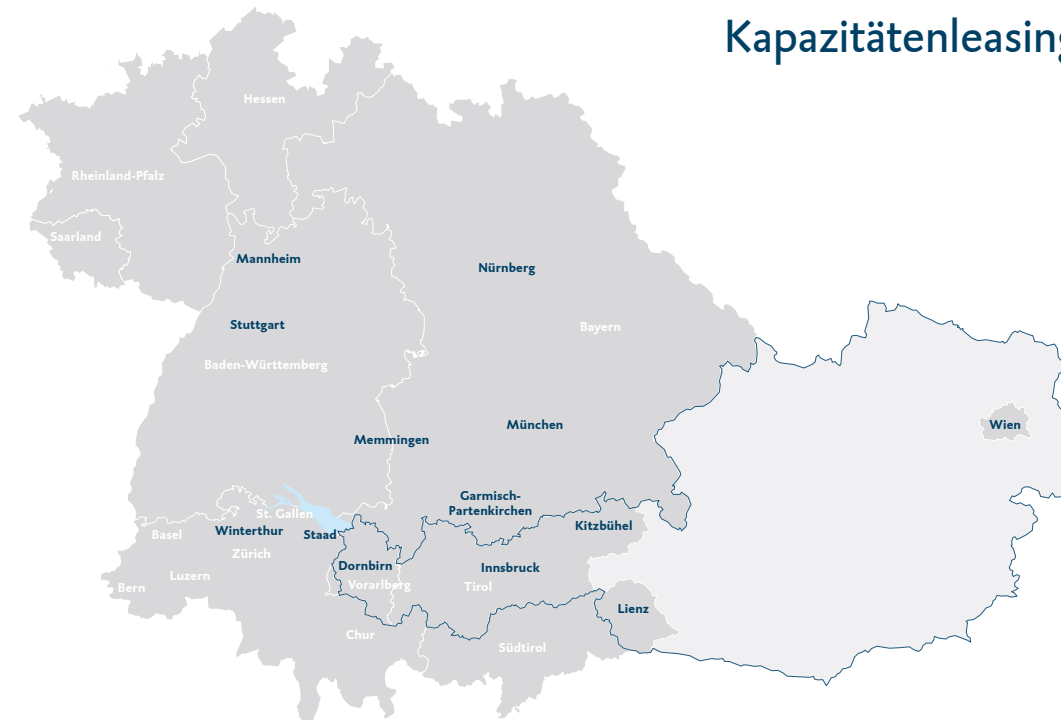 Kapazitätenleasing
Hessen
Rheinland-Pfalz
Saarland
Mannheim
Nürnberg
Stuttgart
Bayern
Baden-Württemberg
Wien
München
Memmingen
Garmisch-
Partenkirchen
St. Gallen
Kitzbühel
Winterthur
Staad
Basel
Zürich
Dornbirn
Innsbruck
Luzern
Vorarlberg
Tirol
Bern
Lienz
Chur
Südtirol